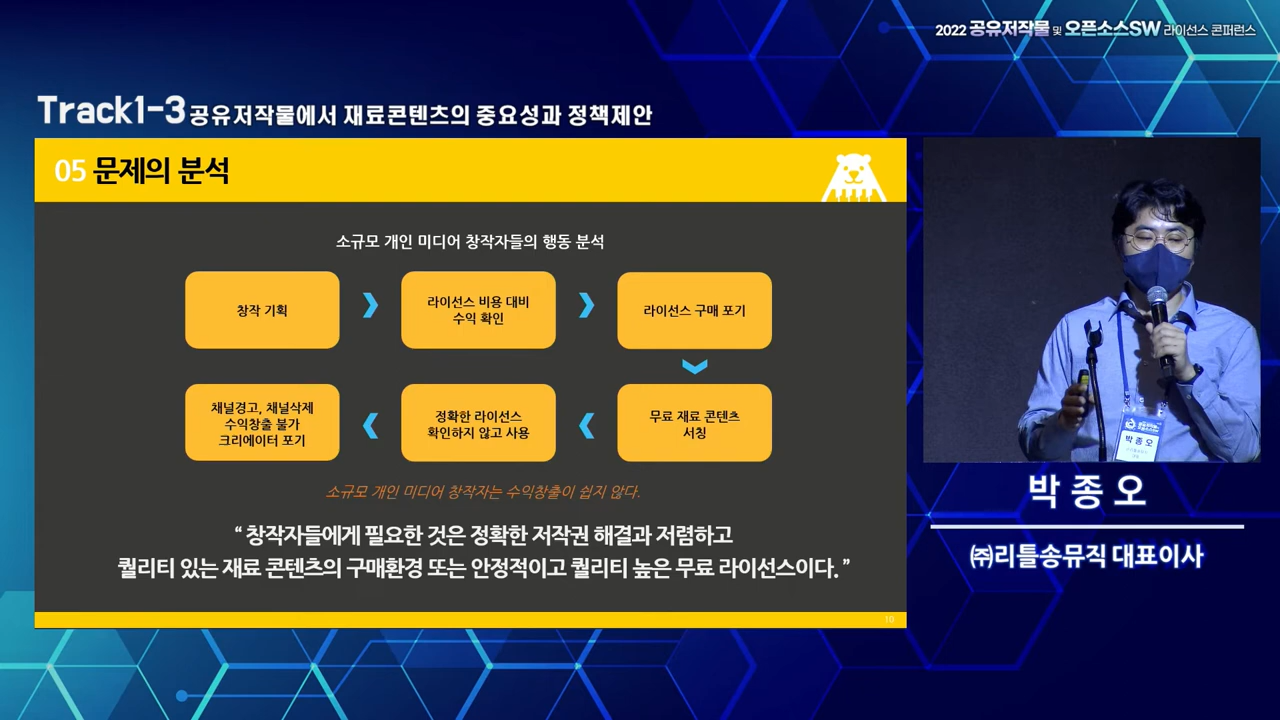 2022 공유저작물 및 오픈소스SW 라이선스 콘퍼런스
Track1-3 공유저작물에서 재료콘텐츠의 중요성과 정책제안
05 문제의 분석
소규모 개인 미디어 창작자들의 행동 분석
창작 기획
라이선스 비용 대비
수익 확인
라이선스 구매 포기
무료 재료 콘텐츠
서칭
정확한 라이선스
확인하지 않고 사용
채널경고, 채널삭제
수익창출 불가
크리에이터 포기
소규모 개인 미디어 창작자는 수익창출이 쉽지 않다.
“ 창작자들에게 필요한 것은 정확한 저작권 해결과 저렴하고
퀄리티 있는 재료 콘텐츠의 구매환경 또는 안정적이고 퀄리티 높은 무료 라이선스이다. ”
10
박종오
박 종 오
㈜리틀송뮤직 대표이사